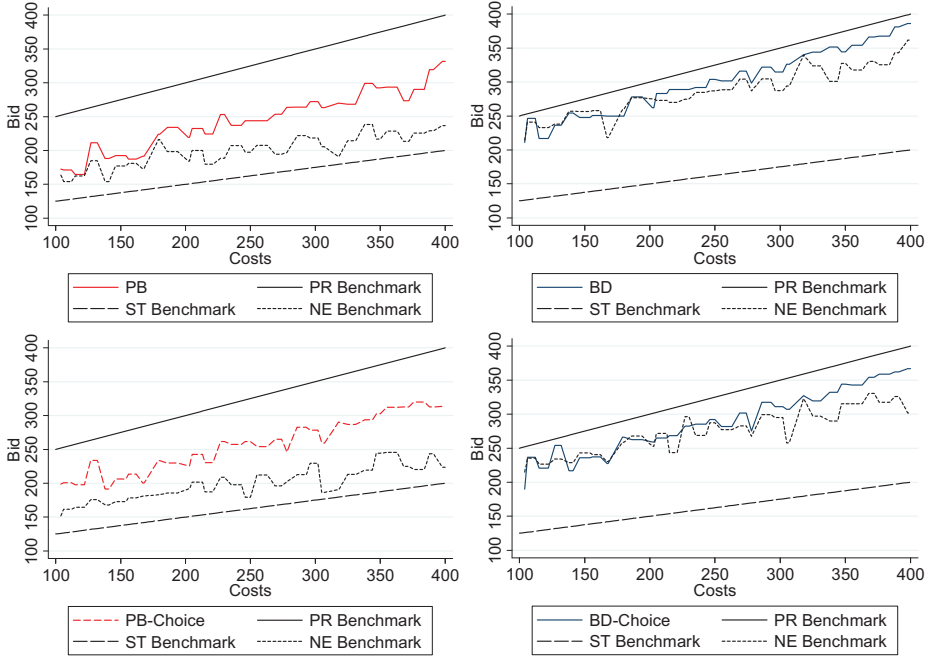 Bid
400
350
300
250
200
150
100
100 150 200 250 300 350 400
Costs
PB PR Benchmark
ST Benchmark NE Benchmark
Bid
400
350
300
250
200
150
100
100 150 200 250 300 350 400
Costs
BD PR Benchmark
ST Benchmark NE Benchmark
Bid
400
350
300
250
200
150
100
100 150 200 250 300 350 400
Costs
PB-Choice PR Benchmark
ST Benchmark NE Benchmark
Bid
400
350
300
250
200
150
100
100 150 200 250 300 350 400
Costs
BD-Choice PR Benchmark
ST Benchmark NE Benchmark